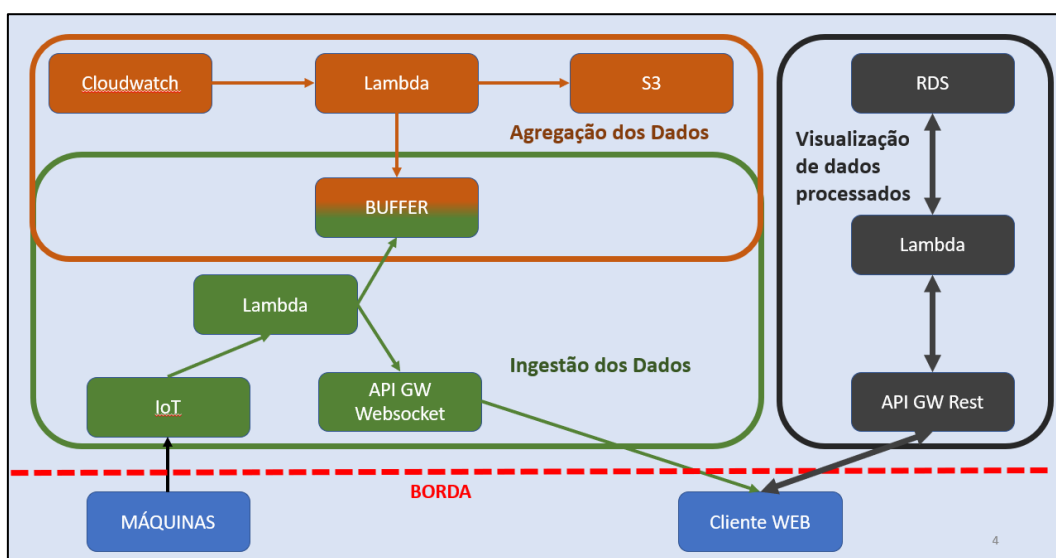 Cloudwatch
Lambda
S3
RDS
Agregação dos Dados
Visualização
de dados
processados
BUFFER
Lambda
Lambda
Ingestão dos Dados
IoT
API GW
Websocket
API GW Rest
BORDA
MÁQUINAS
Cliente WEB
4